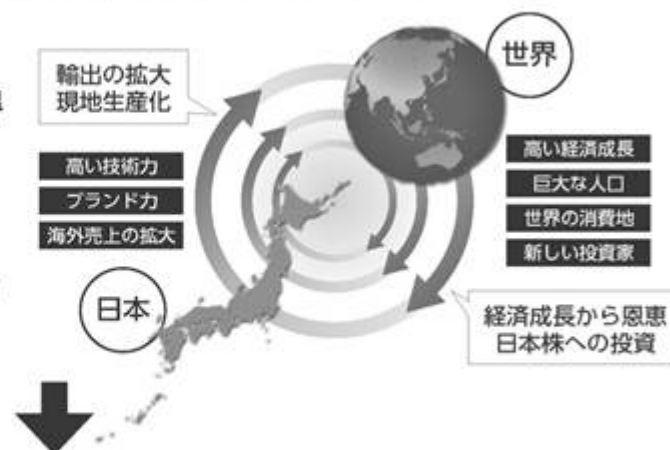 世界
輸出の拡大
現地生産化
高い技術力
ブランド力
海外売上の拡大
高い経済成長
巨大な人口
世界の消費地
新しい投資家
日本
経済成長から恩恵
日本株への投資